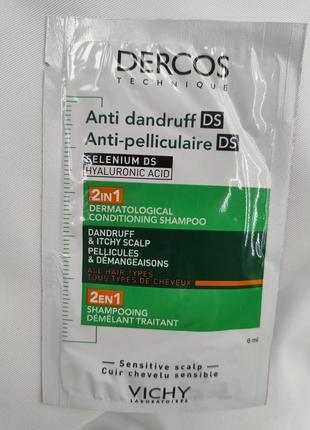 DERCOS
TECHNIQUE
Anti dandruff DS
Anti-pelliculaire DS
SELENIUM DS
HYALURONIC ACID
2IN1
DERMATOLOGICAL
CONDITIONING SHAMPOO
DANDRUFF
& ITCHY SCALP
PELLICULES
& DÉMANGEAISONS
ALL HAIR TYPES
TOUS TYPES DE CHEVEUX
2EN1
SHAMPOOING
DÉMÊLANT TRAITANT
6 ml
Sensitive scalp
Cuir chevelu sensible
VICHY
LABORATOIRES